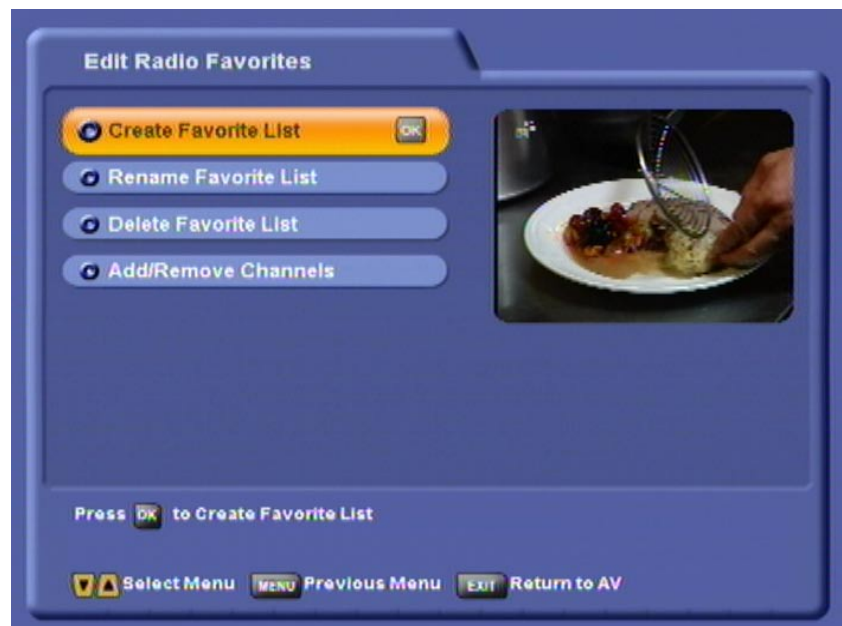 Edit Radio Favorites
Create Favorite List OK
Rename Favorite List
Delete Favorite List
Add/Remove Channels
Press OK to Create Favorite List
Select Menu MENU Previous Menu EXIT Return to AV